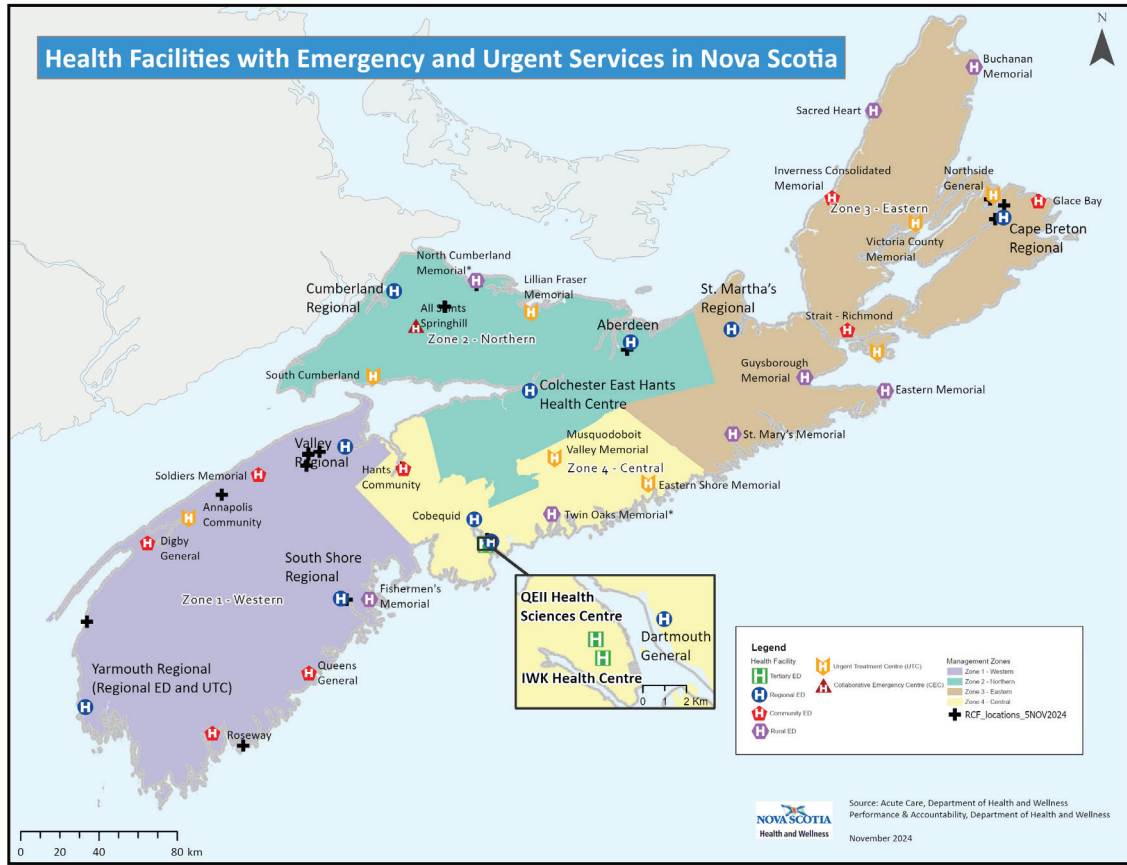 Health Facilities with Emergency and Urgent Services in Nova Scotia
N
Buchanan
Memorial
Sacred Heart
Inverness Consolidated
Memorial
Northside
General
Glace Bay
Zone 3 - Eastern
Cape Breton
Regional
Victoria County
Memorial
North Cumberland
Memorial*
Lillian Fraser
Memorial
Cumberland
Regional
St. Martha's
Regional
All Saints
Springhill
Aberdeen
Strait - Richmond
Zone 2 - Northern
Guysborough
Memorial
South Cumberland
Colchester East Hants
Health Centre
Eastern Memorial
St. Mary's Memorial
Musquodoboit
Valley Memorial
Valley
Regional
Zone 4 - Central
Hants
Community
Soldiers Memorial
Eastern Shore Memorial
Annapolis
Community
Cobequid
Twin Oaks Memorial*
Digby
General
South Shore
Regional
Fishermen's
Memorial
Zone 1 - Western
QEII Health
Sciences Centre
Dartmouth
General
IWK Health Centre
0 1 2 Km
Queens
General
Yarmouth Regional
(Regional ED and UTC)
Roseway
Legend
Health Facility
Tertiary ED
Regional ED
Community ED
Rural ED
Urgent Treatment Centre (UTC)
Collaborative Emergency Centre (CEC)
Management Zones
Zone 1 - Western
Zone 2 - Northern
Zone 3 - Eastern
Zone 4 - Central
RCF_locations_5NOV2024
0 20 40 80 km
NOVA SCOTIA
Health and Wellness
Source: Acute Care, Department of Health and Wellness
Performance & Accountability, Department of Health and Wellness
November 2024